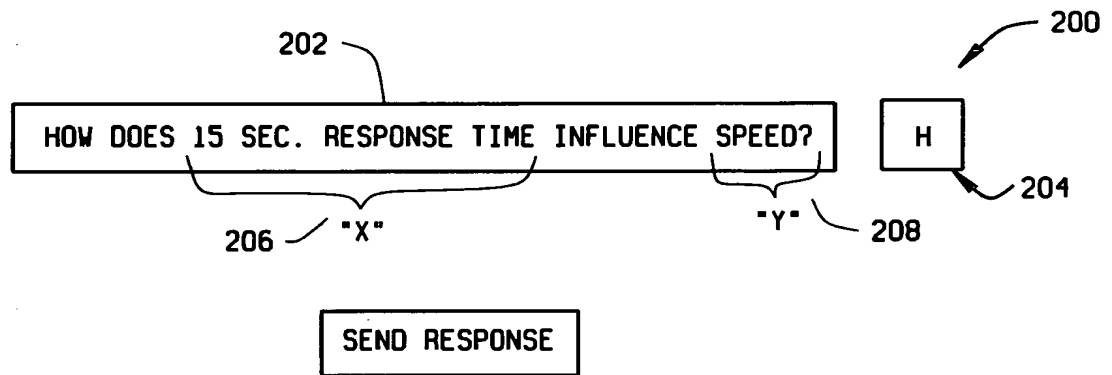 200
202
HOW DOES 15 SEC. RESPONSE TIME INFLUENCE SPEED? H
204
206 "X" "Y" 208
SEND RESPONSE